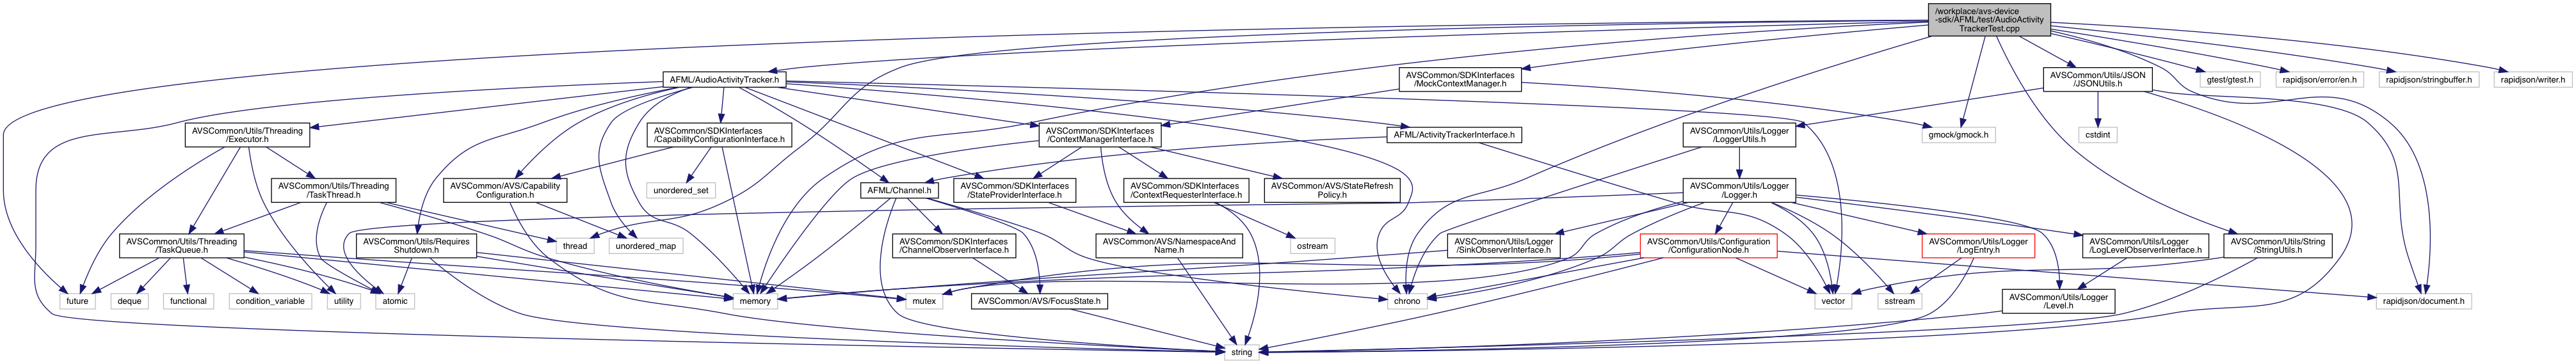 /workplace/avs-device
-sdk/AFML/test/AudioActivity
TrackerTest.cpp
AFML/AudioActivityTracker.h
AVSCommon/SDKInterfaces
/MockContextManager.h
AVSCommon/Utils/JSON
/JSONUtils.h
gtest/gtest.h
rapidjson/error/en.h
rapidjson/stringbuffer.h
rapidjson/writer.h
AVSCommon/Utils/Threading
/Executor.h
AVSCommon/SDKInterfaces
/CapabilityConfigurationInterface.h
AVSCommon/SDKInterfaces
/ContextManagerInterface.h
AFML/ActivityTrackerInterface.h
AVSCommon/Utils/Logger
/LoggerUtils.h
gmock/gmock.h
cstdint
AVSCommon/Utils/Threading
/TaskThread.h
AVSCommon/AVS/Capability
Configuration.h
unordered_set
AFML/Channel.h
AVSCommon/SDKInterfaces
/StateProviderInterface.h
AVSCommon/SDKInterfaces
/ContextRequesterInterface.h
AVSCommon/AVS/StateRefresh
Policy.h
AVSCommon/Utils/Logger
/Logger.h
AVSCommon/Utils/Threading
/TaskQueue.h
AVSCommon/Utils/Requires
Shutdown.h
thread
unordered_map
AVSCommon/SDKInterfaces
/ChannelObserverInterface.h
AVSCommon/AVS/NamespaceAnd
Name.h
ostream
AVSCommon/Utils/Logger
/SinkObserverInterface.h
AVSCommon/Utils/Configuration
/ConfigurationNode.h
AVSCommon/Utils/Logger
/LogEntry.h
AVSCommon/Utils/Logger
/LogLevelObserverInterface.h
AVSCommon/Utils/String
/StringUtils.h
future
deque
functional
condition_variable
utility
atomic
memory
mutex
AVSCommon/AVS/FocusState.h
chrono
vector
sstream
AVSCommon/Utils/Logger
/Level.h
rapidjson/document.h
string